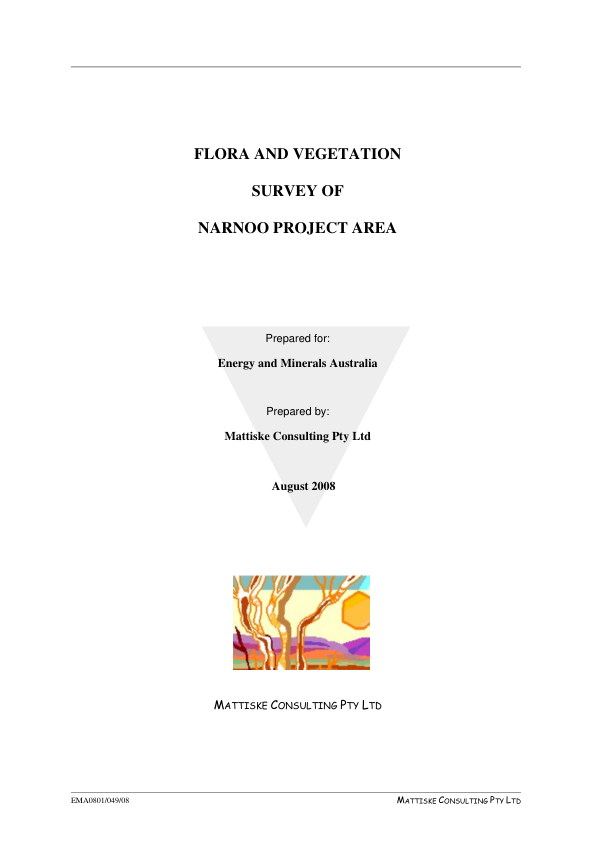 FLORA AND VEGETATION
SURVEY OF
NARNOO PROJECT AREA
Prepared for:
Energy and Minerals Australia
Prepared by:
Mattiske Consulting Pty Ltd
August 2008
MATTISKE CONSULTING PTY LTD
EMA0801/049/08 MATTISKE CONSULTING PTY LTD